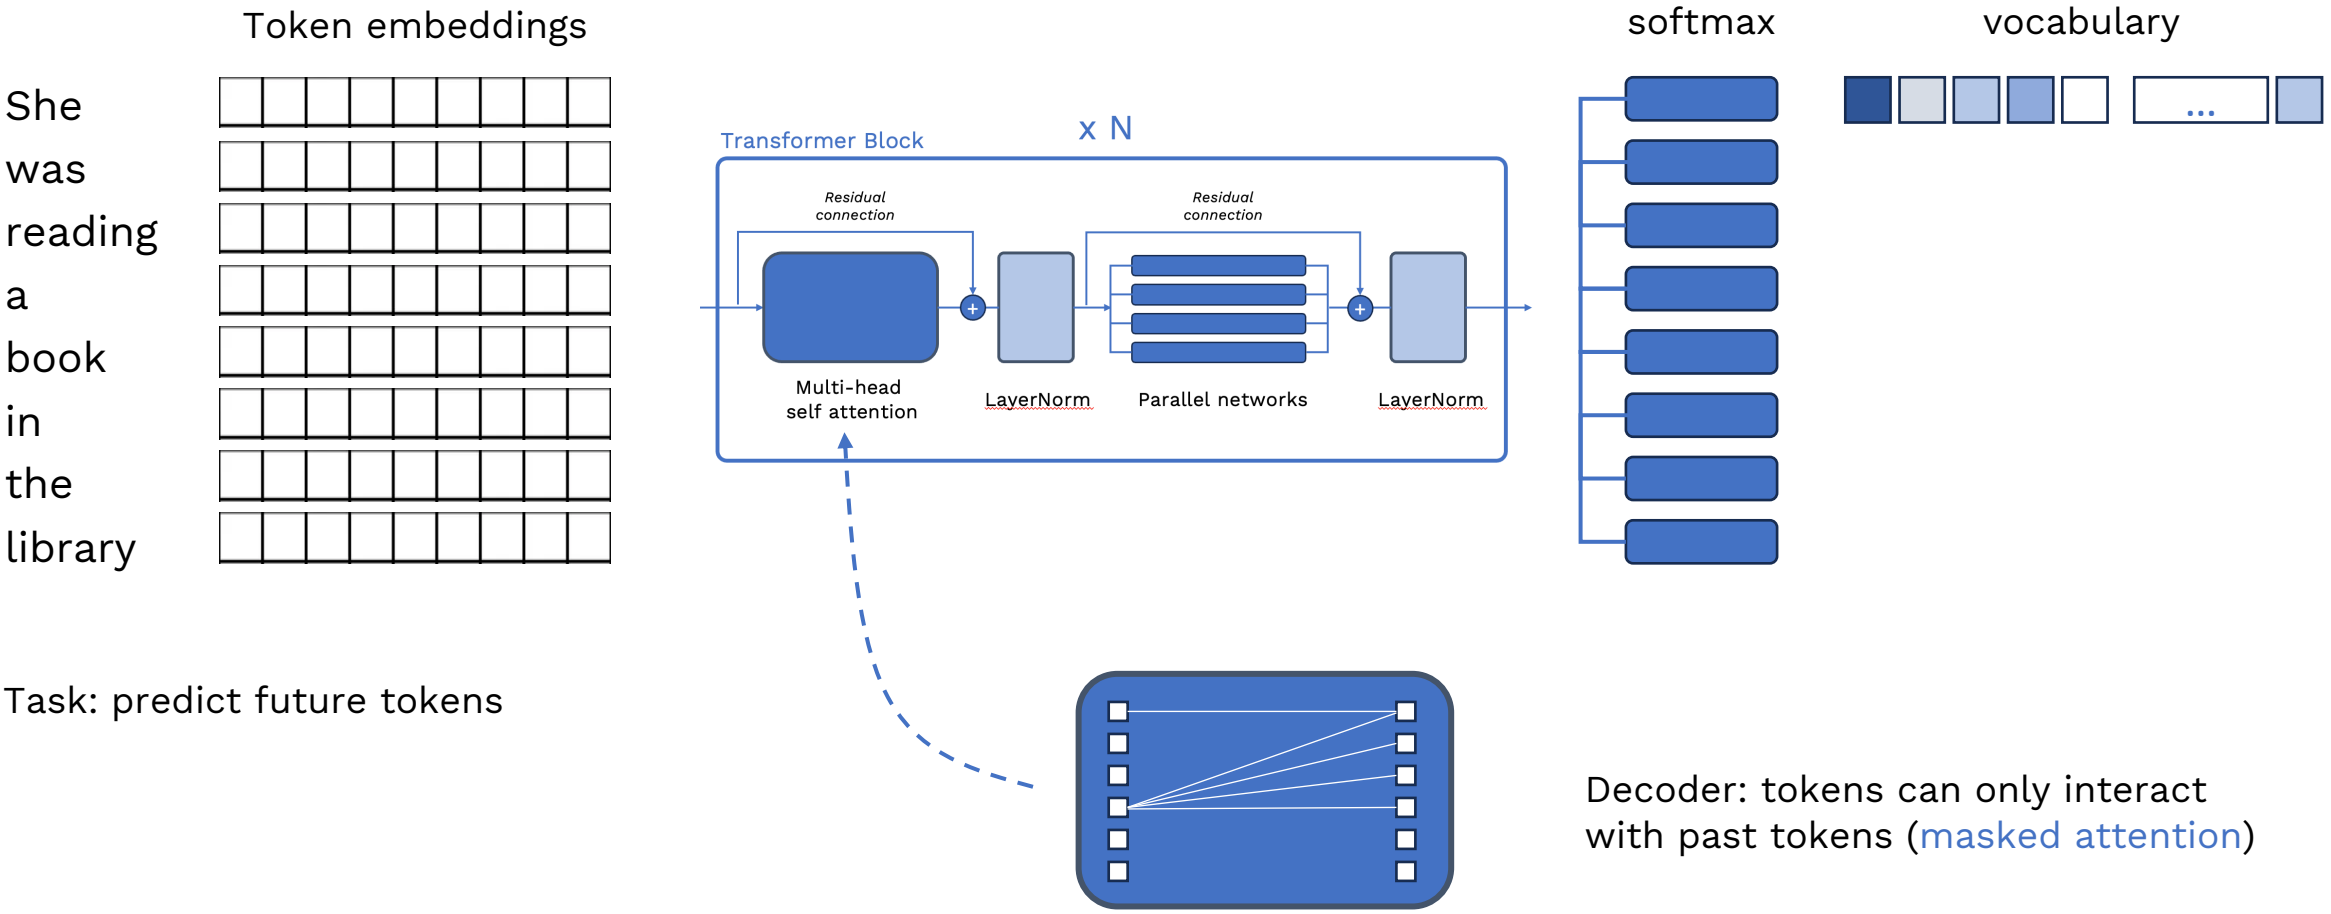 Token embeddings
softmax
vocabulary
She
was
reading
a
book
in
the
library
Transformer Block
x N
Residual
connection
Residual
connection
+
+
Multi-head
self attention
LayerNorm
Parallel networks
LayerNorm
...
Task: predict future tokens
Decoder: tokens can only interact
with past tokens (masked attention)